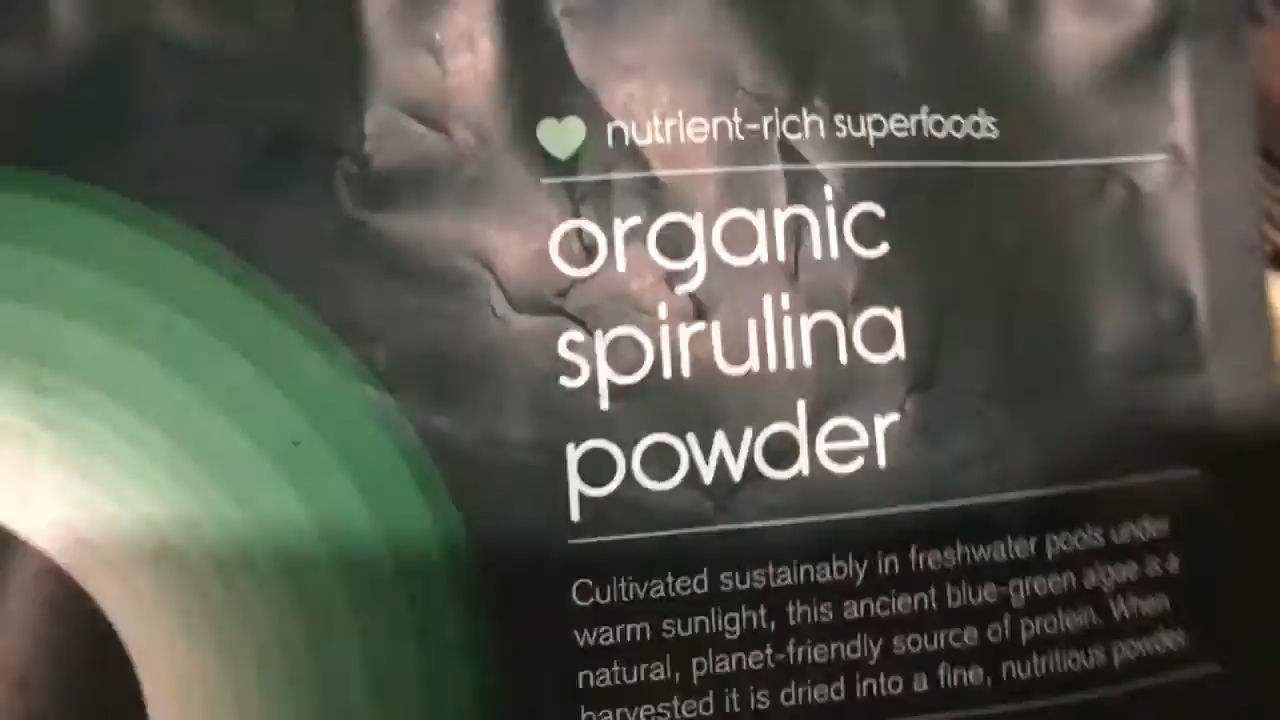 nutrient-rich superfoods
organic
spirulina
powder
Cultivated sustainably in freshwater pools under
warm sunlight, this ancient blue-green algae is a
natural, planet-friendly source of protein. When
harvested it is dried into a fine, nutritious powder.